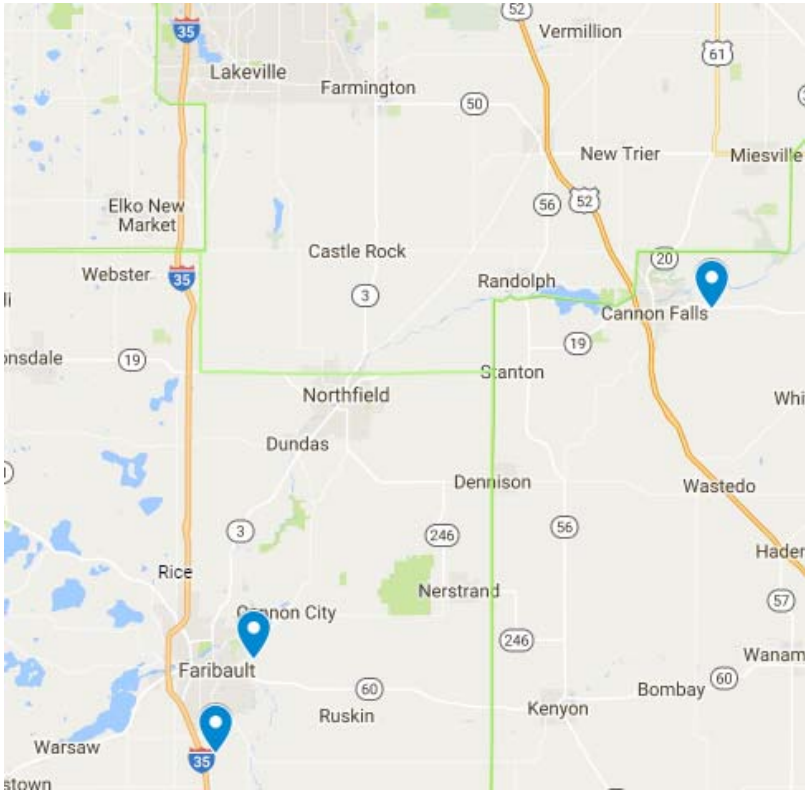 52
Vermillion
35
61
Lakeville
Farmington
50
New Trier
Miesville
Elko New
Market
56
52
Castle Rock
20
Webster
35
Randolph
3
Cannon Falls
onsdale
19
19
Stanton
Northfield
Whi
Dundas
Dennison
Wastedo
3
246
56
Hader
Rice
Nerstrand
57
Cannon City
246
Wanam
Faribault
60
60
Bombay
Ruskin
Kenyon
Warsaw
35
stown